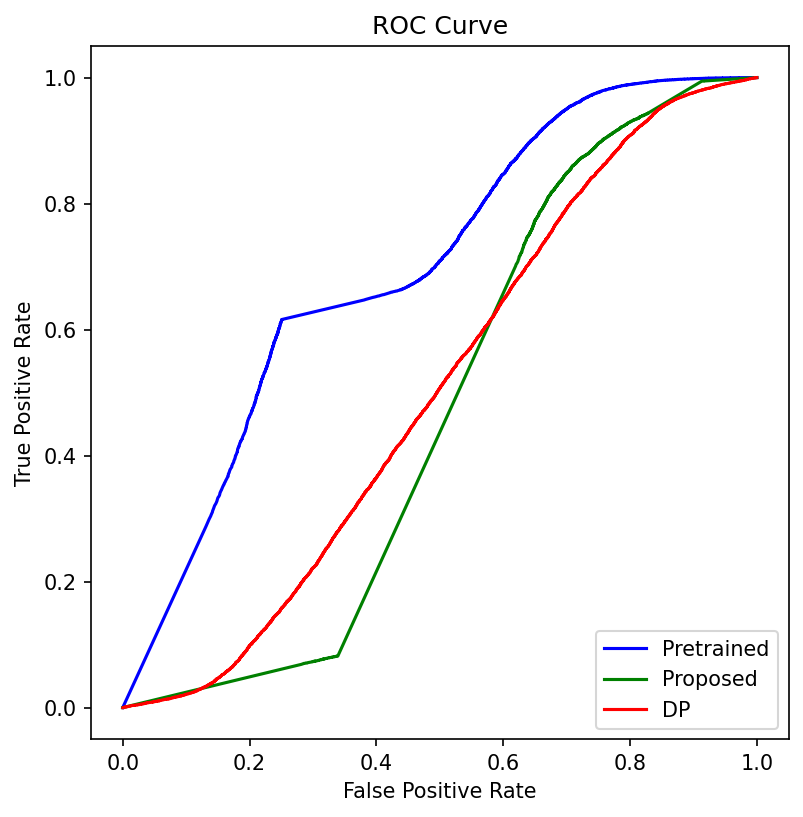 ROC Curve
True Positive Rate
1.0
0.8
0.6
0.4
0.2
0.0
0.0 0.2 0.4 0.6 0.8 1.0
False Positive Rate
Pretrained
Proposed
DP